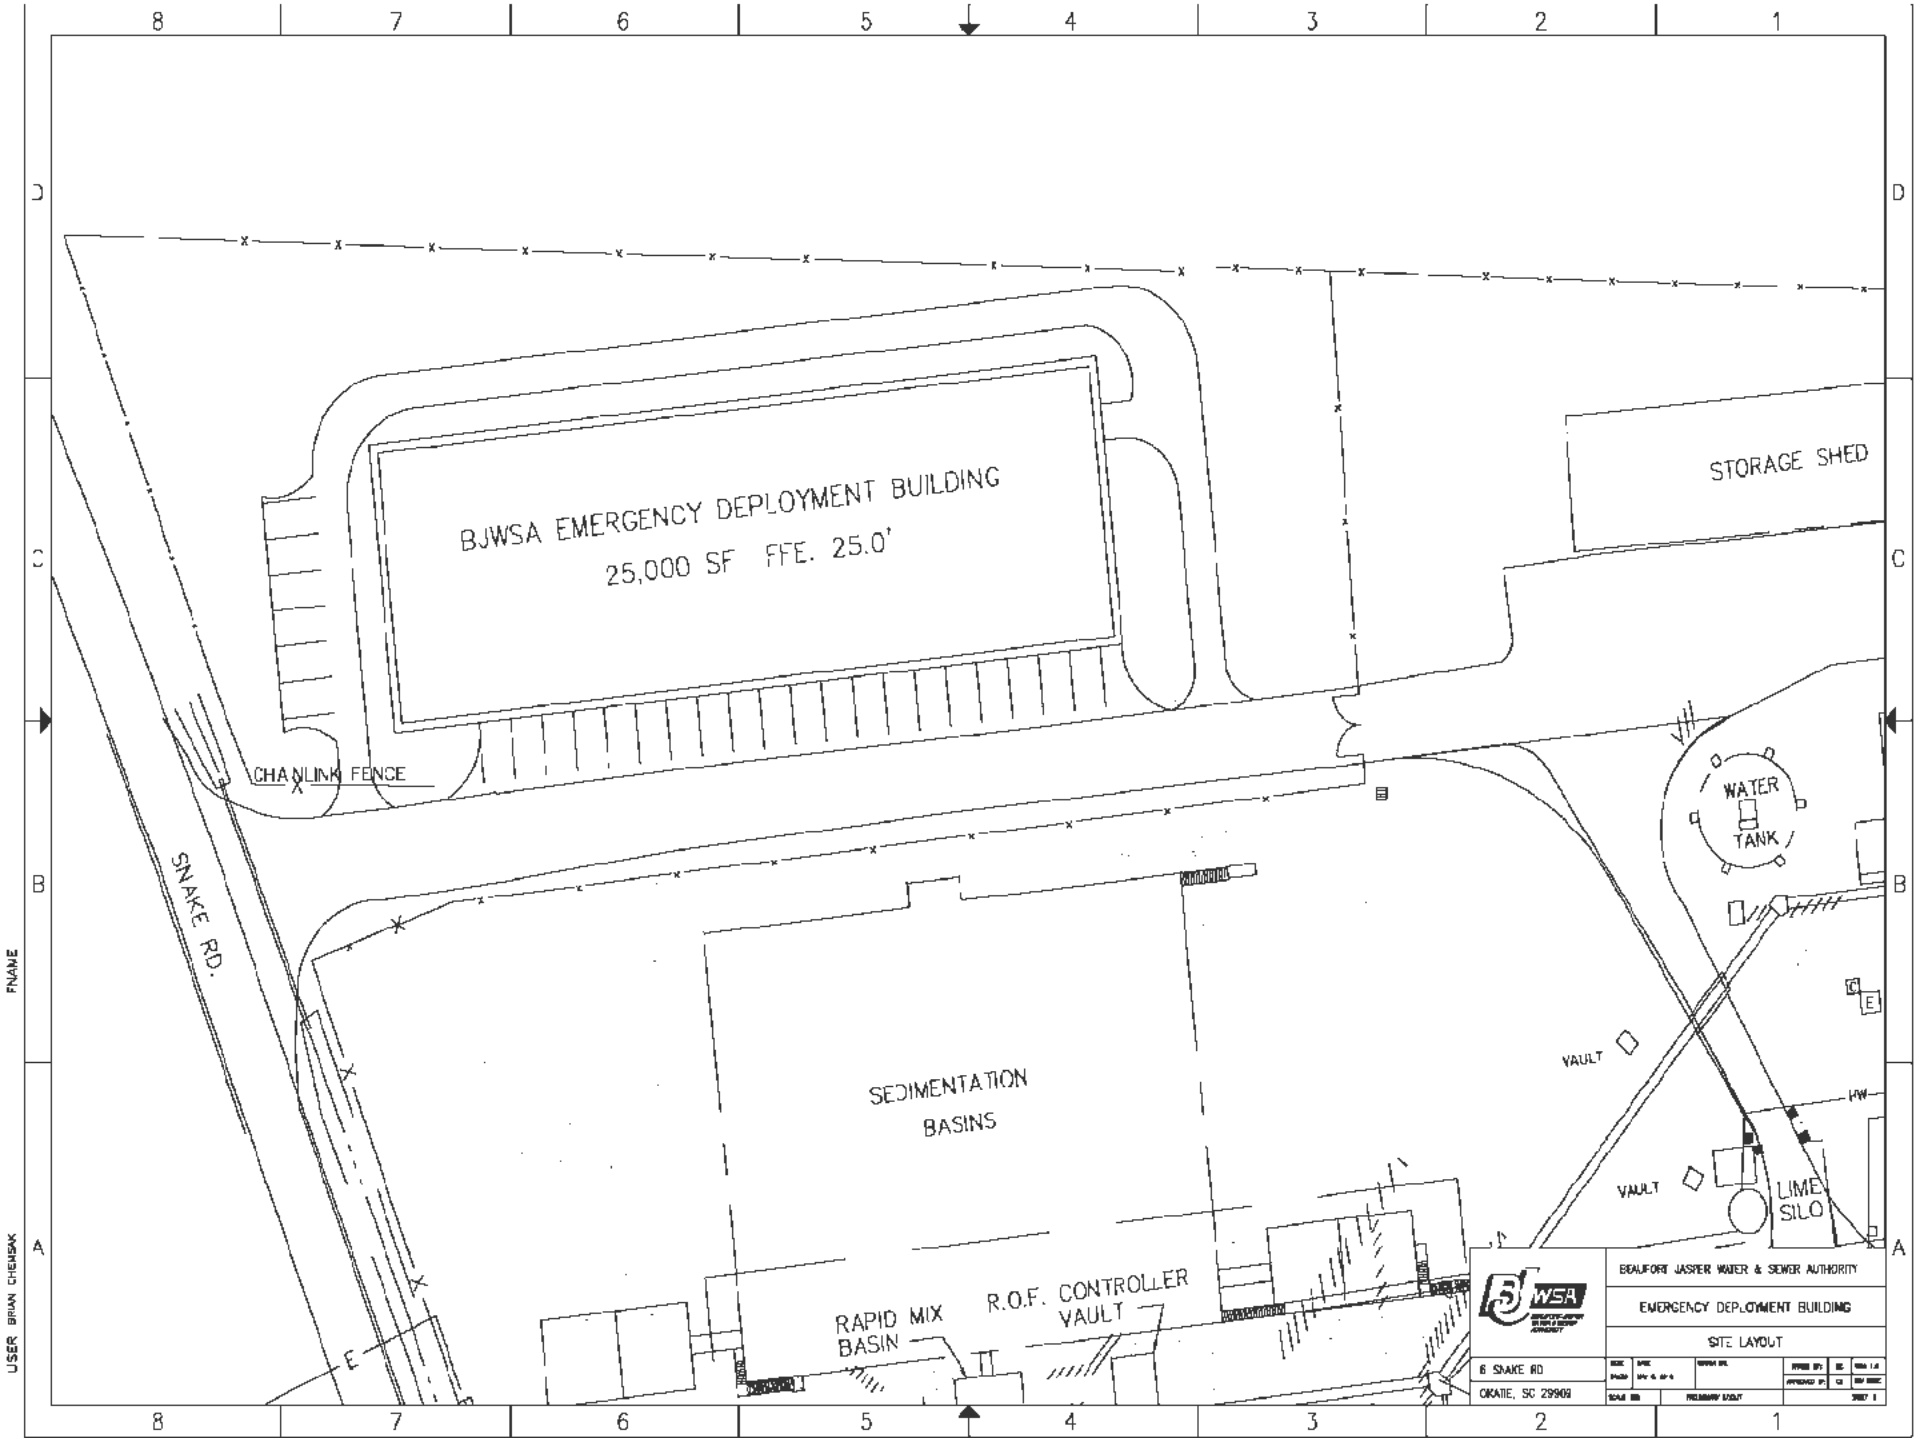 8 7 6 5 4 3 2 1
D D
BJWSA EMERGENCY DEPLOYMENT BUILDING
25,000 SF FFE. 25.0'
STORAGE SHED
C C
CHANLINK FENCE
WATER
TANK
SNAKE RD.
B B
FNAME
C
E
VAULT
HW
SEDIMENTATION
BASINS
VAULT
LIME
SILO
A A
USER BRIAN CHEMSAK
R.O.F. CONTROLLER
VAULT
RAPID MIX
BASIN
E
BJWSA
BEAUFORT JASPER WATER & SEWER AUTHORITY
EMERGENCY DEPLOYMENT BUILDING
SITE LAYOUT
6 SNAKE RD
OKATIE, SC 29909
8 7 6 5 4 3 2 1